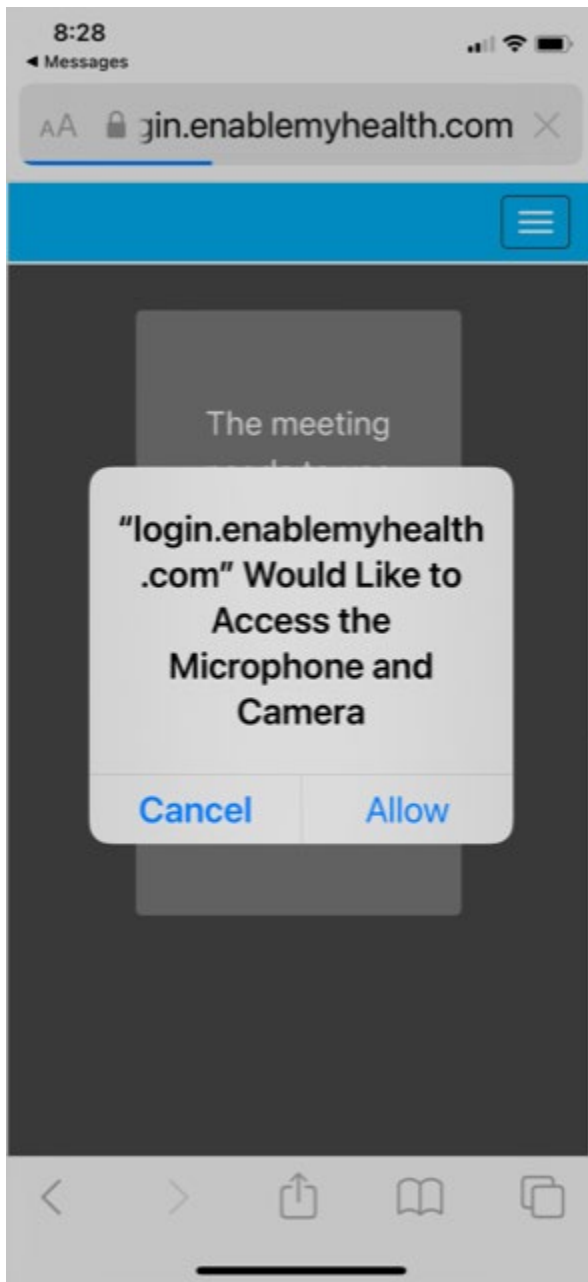 8:28
◀ Messages
AA gin.enablemyhealth.com
The meeting
“login.enablemyhealth
.com” Would Like to
Access the
Microphone and
Camera
Cancel Allow